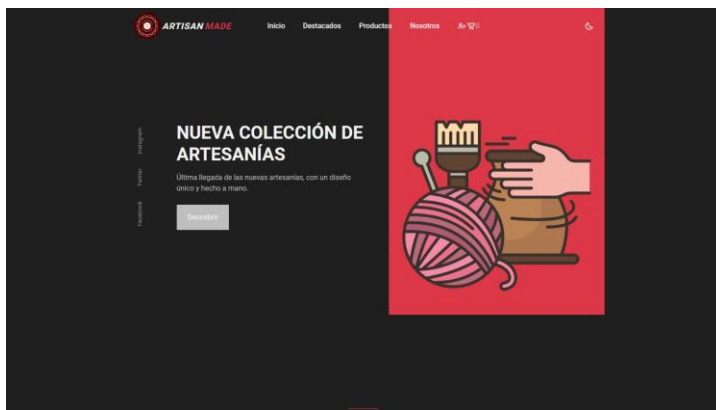 ARTISAN MADE
Inicio Destacados Productos Nosotros 0
Instagram
Twitter
Facebook
NUEVA COLECCIÓN DE
ARTESANÍAS
Última llegada de las nuevas artesanías, con un diseño
único y hecho a mano.
Descubrir